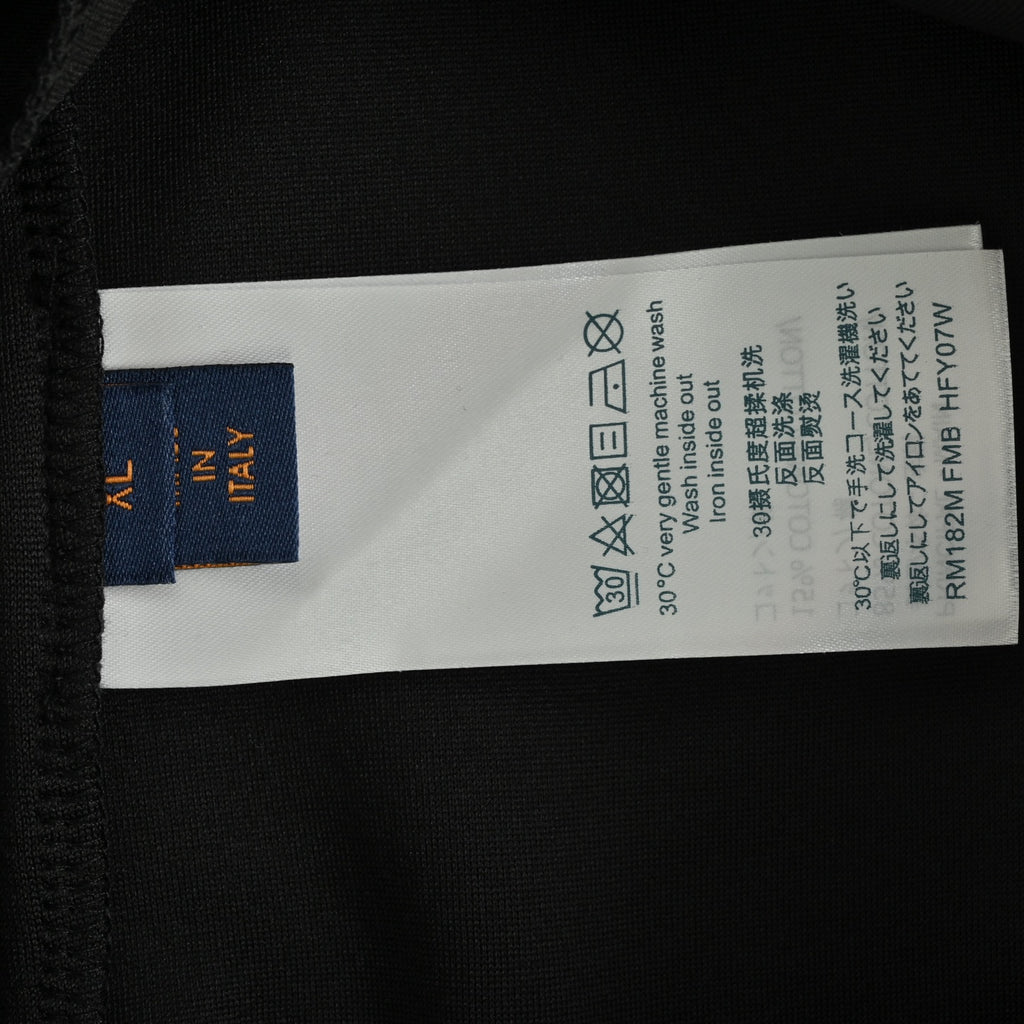 XL
IN
ITALY
30
30°C very gentle machine wash
Wash inside out
Iron inside out
30摄氏度超揉机洗
反面洗涤
反面熨烫
30℃以下で手洗コース洗濯機洗い
裏返しにして洗濯してください
裏返しにしてアイロンをあててください
RM182M FMB HFY07W